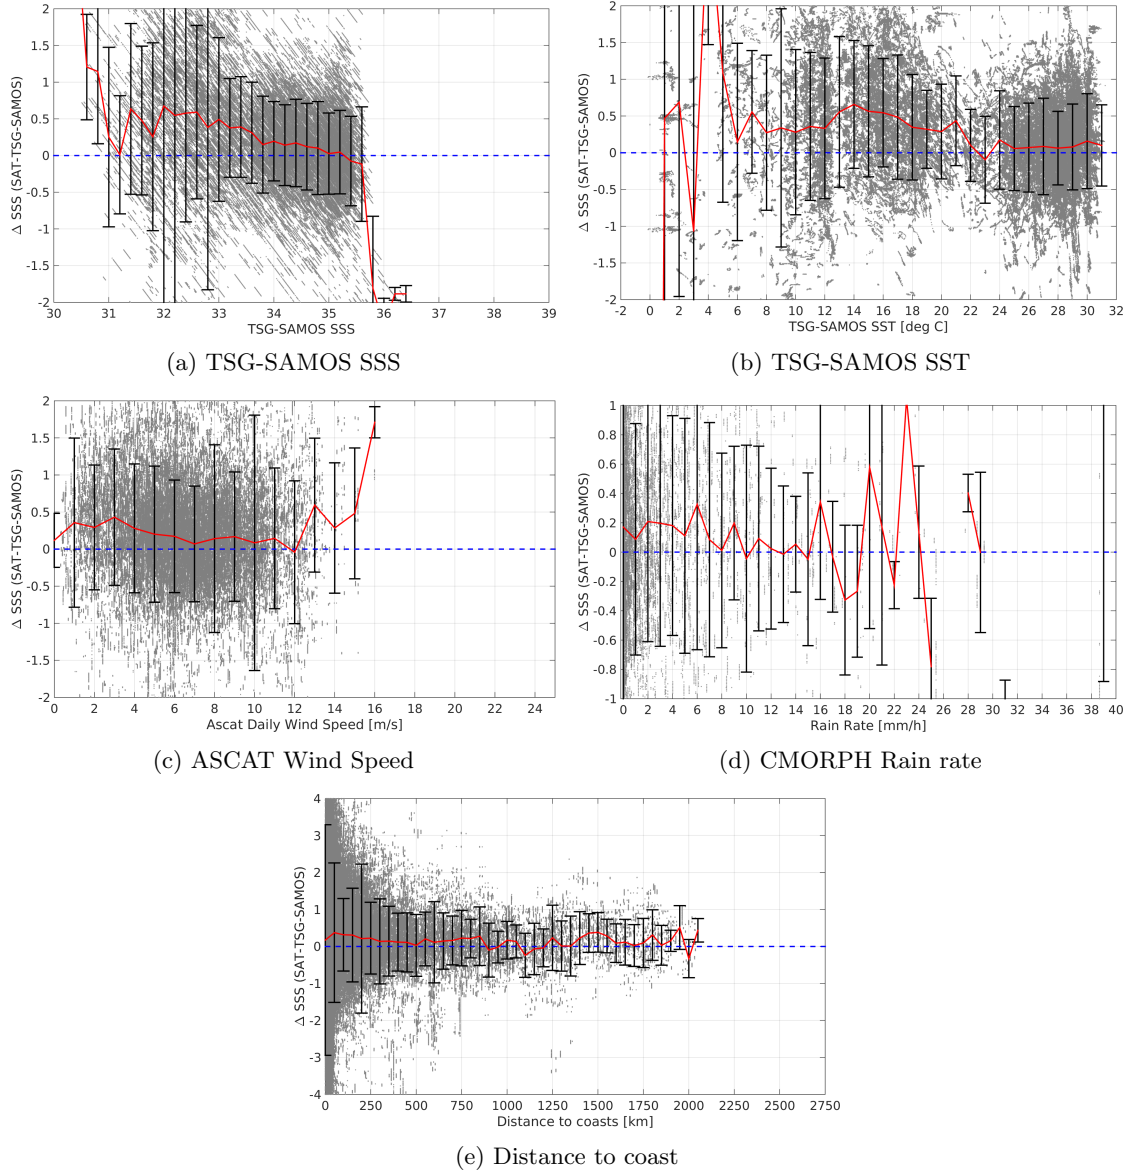 2
1.5
1
0.5
0
-0.5
-1
-1.5
-2
Δ SSS (SAT-TSG-SAMOS)
30 31 32 33 34 35 36 37 38 39
TSG-SAMOS SSS
(a) TSG-SAMOS SSS
2
1.5
1
0.5
0
-0.5
-1
-1.5
-2
Δ SSS (SAT-TSG-SAMOS)
-2 0 2 4 6 8 10 12 14 16 18 20 22 24 26 28 30 32
TSG-SAMOS SST [deg C]
(b) TSG-SAMOS SST
2
1.5
1
0.5
0
-0.5
-1
-1.5
-2
Δ SSS (SAT-TSG-SAMOS)
0 2 4 6 8 10 12 14 16 18 20 22 24
Ascat Daily Wind Speed [m/s]
(c) ASCAT Wind Speed
1
0.8
0.6
0.4
0.2
0
-0.2
-0.4
-0.6
-0.8
-1
Δ SSS (SAT-TSG-SAMOS)
0 2 4 6 8 10 12 14 16 18 20 22 24 26 28 30 32 34 36 38 40
Rain Rate [mm/h]
(d) CMORPH Rain rate
4
3
2
1
0
-1
-2
-3
-4
Δ SSS (SAT-TSG-SAMOS)
0 250 500 750 1000 1250 1500 1750 2000 2250 2500 2750
Distance to coasts [km]
(e) Distance to coast